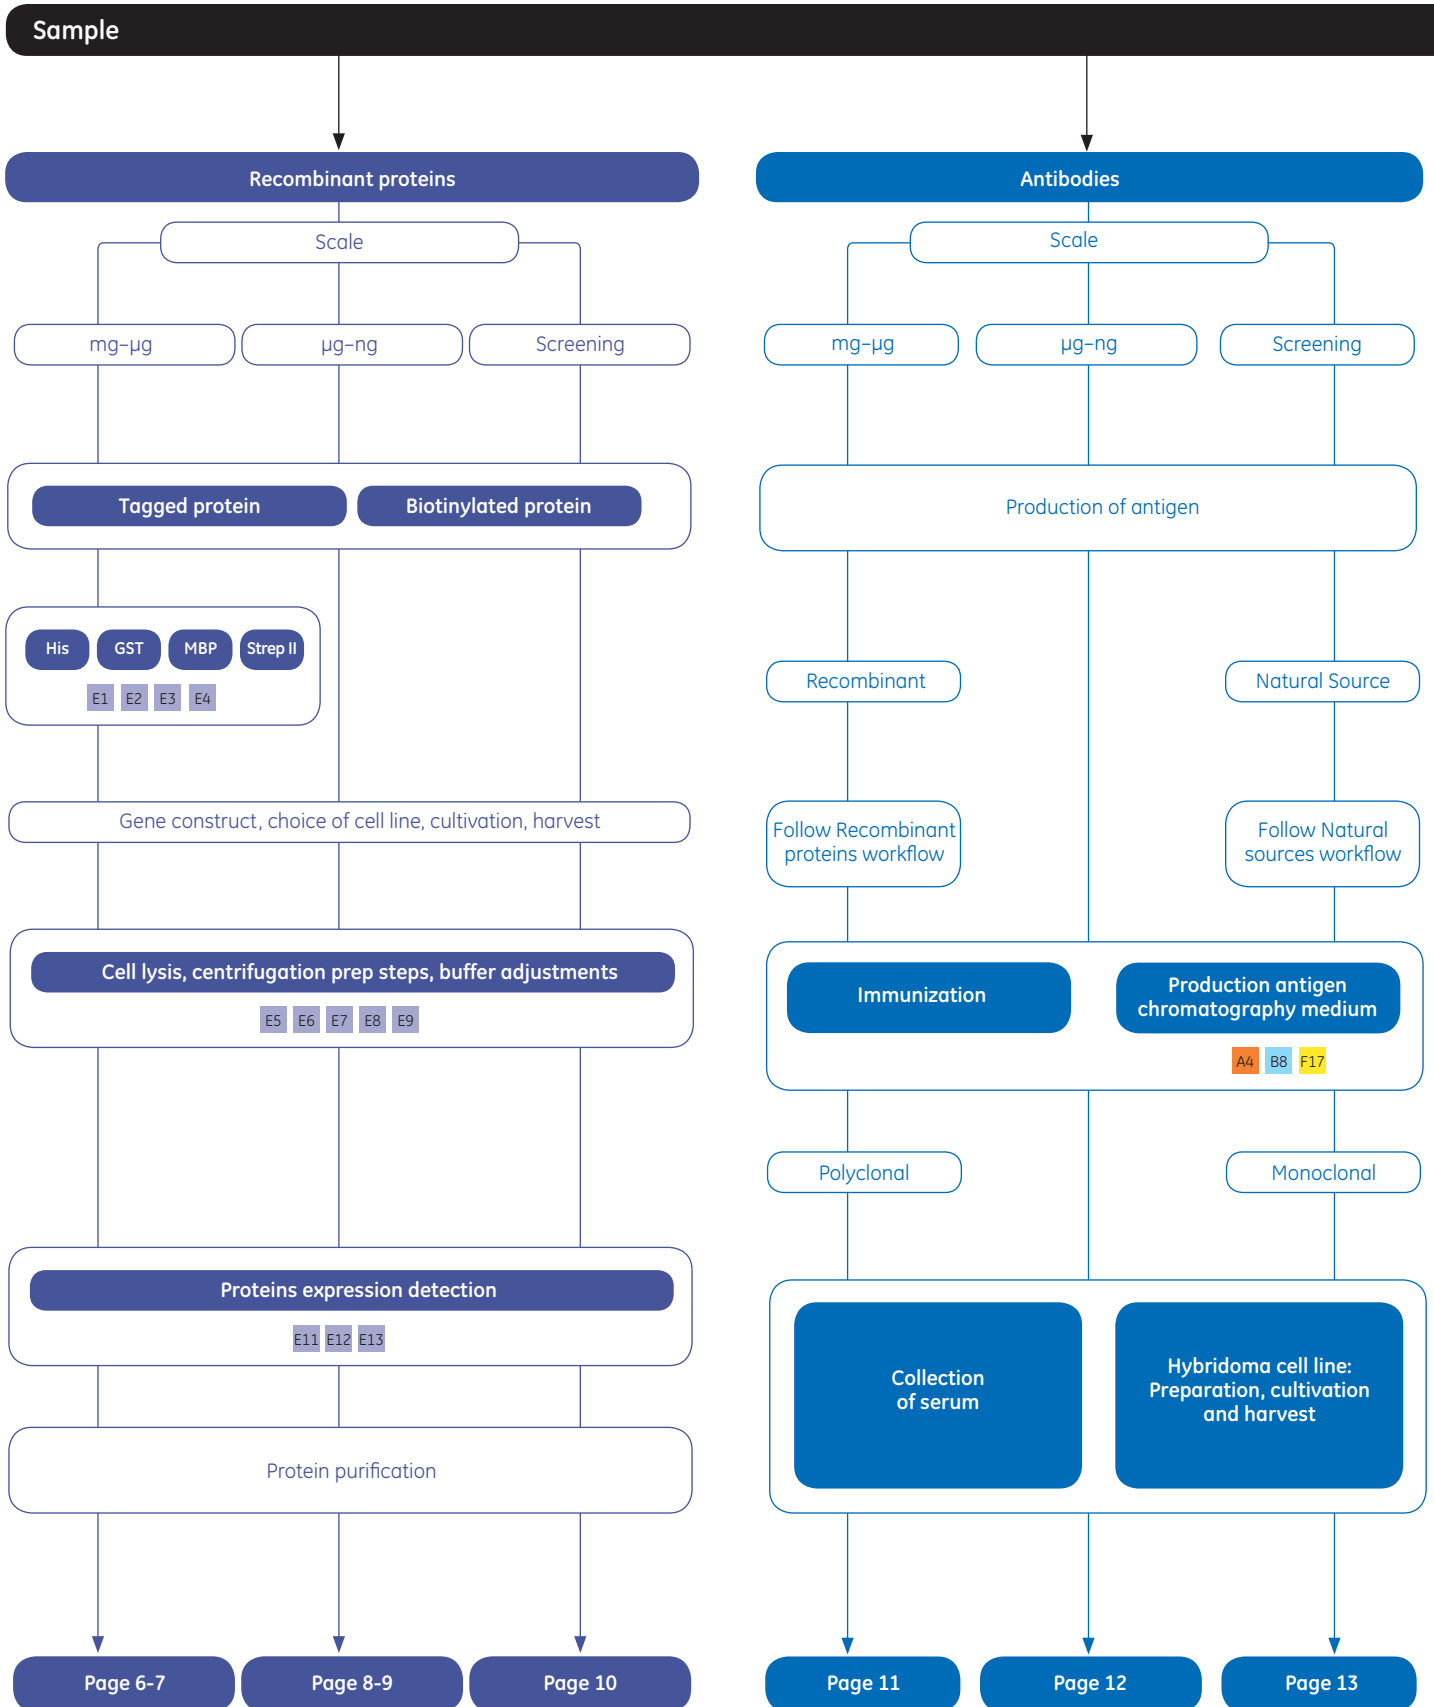 Sample
Recombinant proteins
Scale
mg–µg
µg–ng
Screening
Tagged protein
Biotinylated protein
His
GST
MBP
Strep II
E1
E2
E3
E4
Gene construct, choice of cell line, cultivation, harvest
Cell lysis, centrifugation prep steps, buffer adjustments
E5
E6
E7
E8
E9
Proteins expression detection
E11
E12
E13
Protein purification
Page 6-7
Page 8-9
Page 10
Antibodies
Scale
mg–µg
µg–ng
Screening
Production of antigen
Recombinant
Natural Source
Follow Recombinant
proteins workflow
Follow Natural
sources workflow
Immunization
Production antigen
chromatography medium
A4
B8
F17
Polyclonal
Monoclonal
Collection
of serum
Hybridoma cell line:
Preparation, cultivation
and harvest
Page 11
Page 12
Page 13